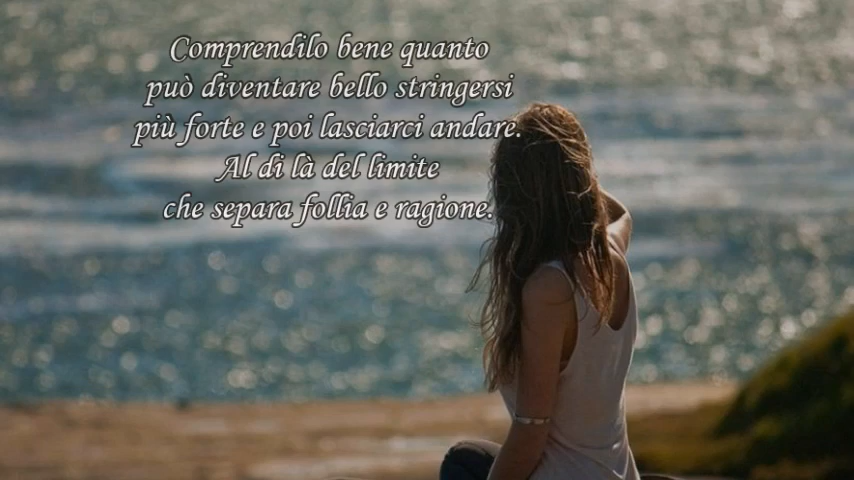 Comprendilo bene quanto
può diventare bello stringersi
più forte e poi lasciarci andare.
Al di là del limite
che separa follia e ragione.